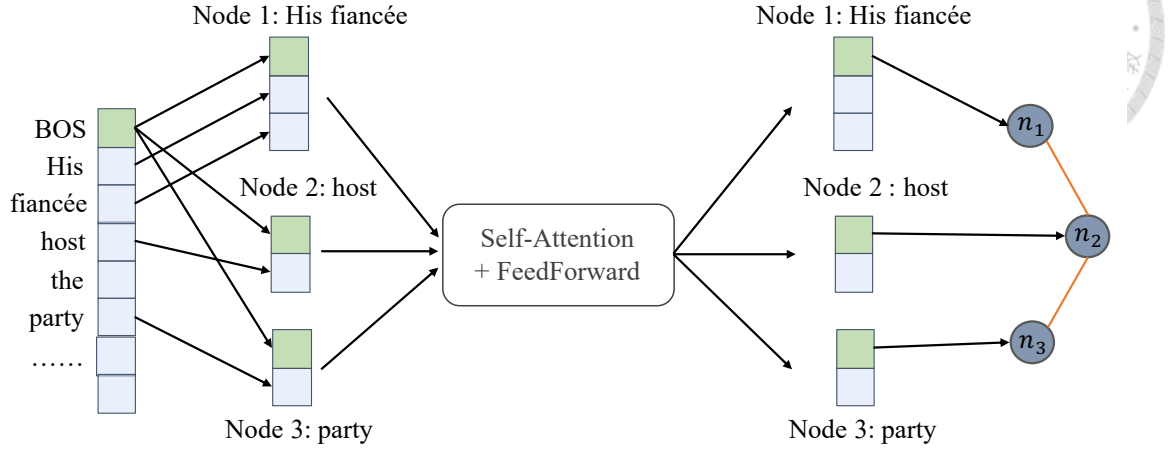 Node 1: His fiancée
BOS
His
fiancée
host
the
party
……
Node 2: host
Node 3: party
Self-Attention
+ FeedForward
Node 1: His fiancée
Node 2 : host
Node 3: party
n₁
n₂
n₃